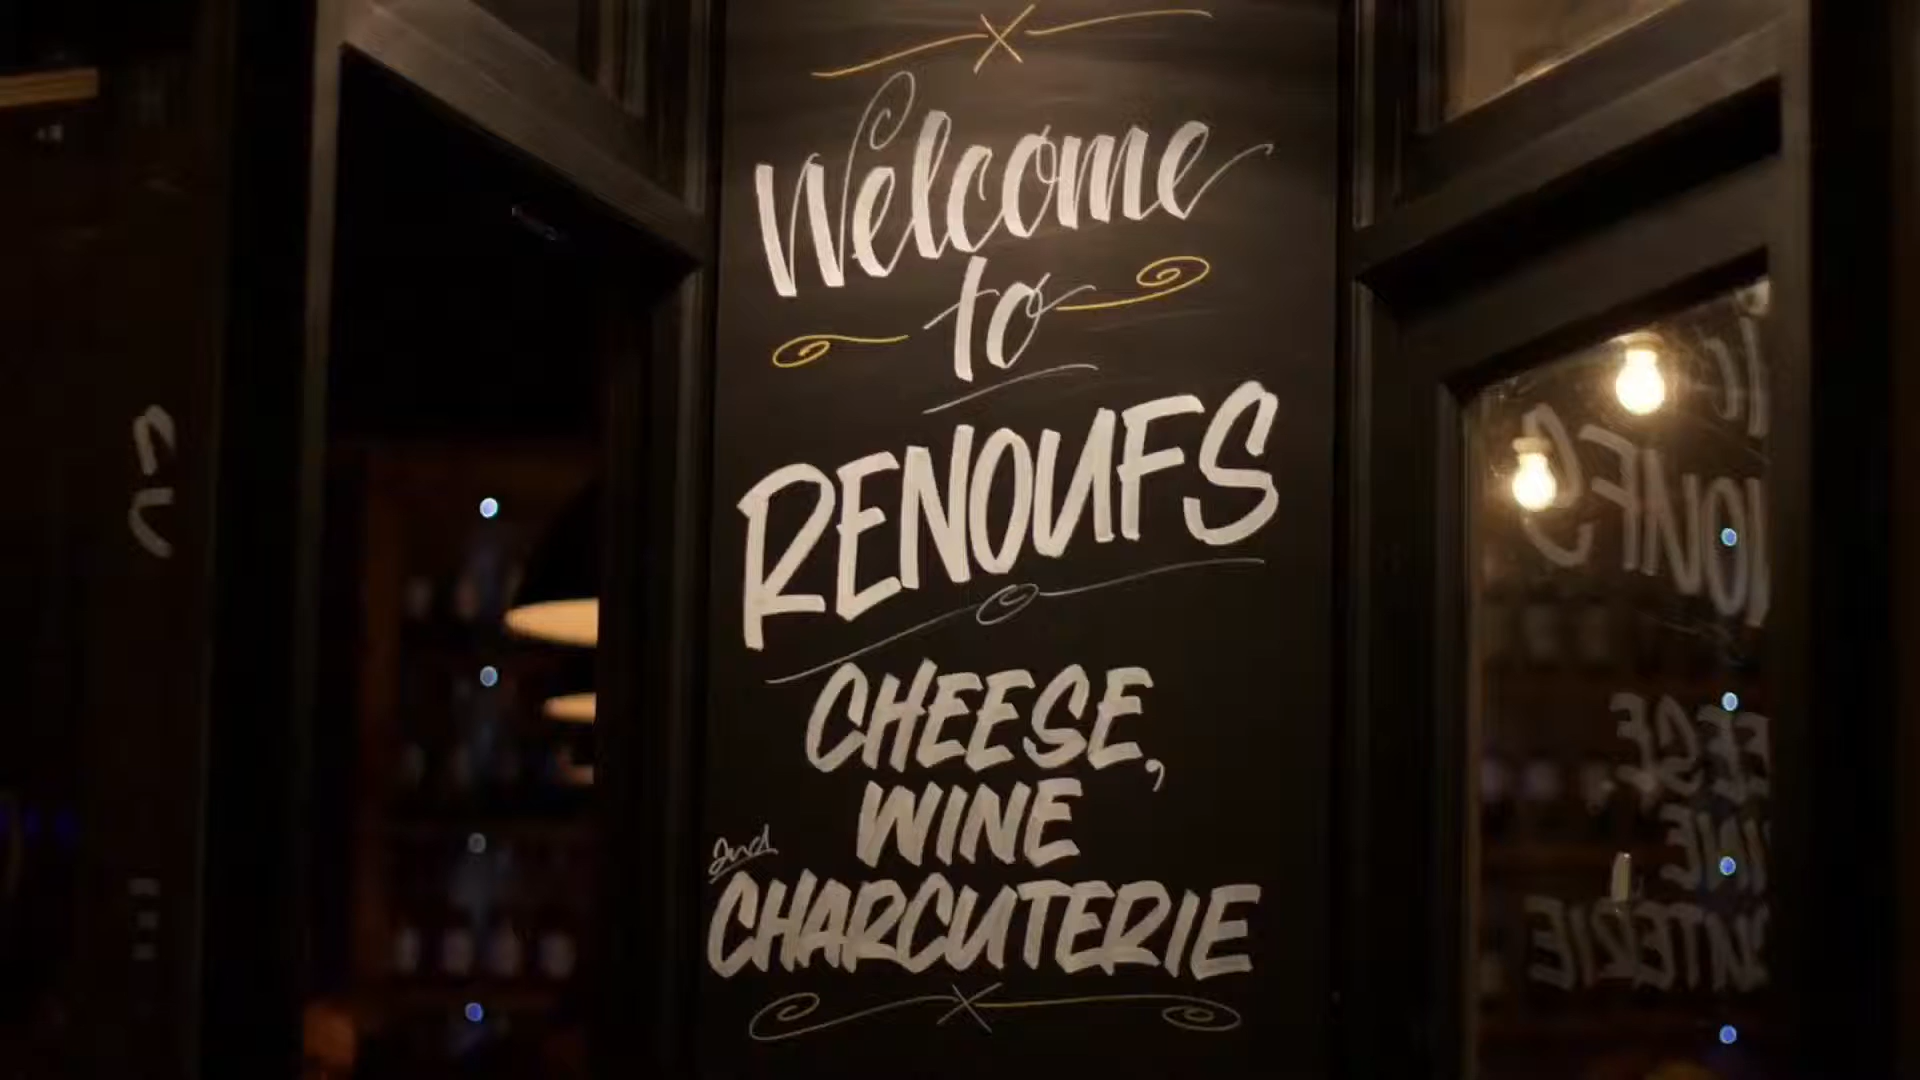 Welcome
to
RENOUFS
CHEESE,
WINE
and
CHARCUTERIE